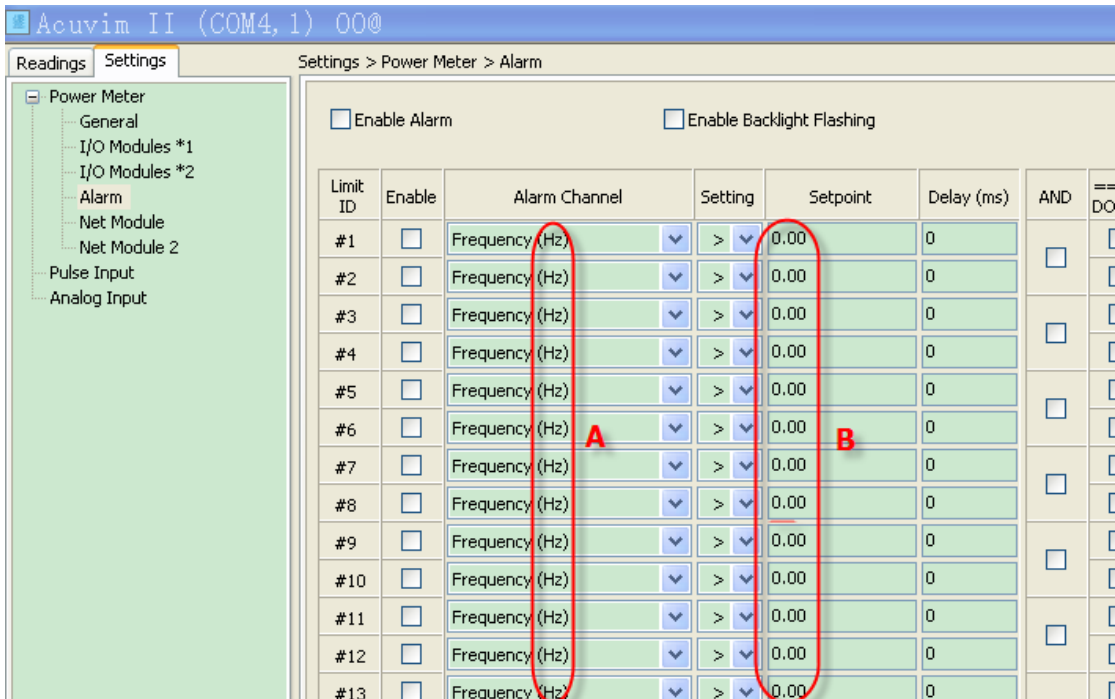 Acuvim II (COM4, 1) 00@
Readings Settings
Settings > Power Meter > Alarm
Power Meter
General
I/O Modules *1
I/O Modules *2
Alarm
Net Module
Net Module 2
Pulse Input
Analog Input
Enable Alarm Enable Backlight Flashing
Limit ID Enable Alarm Channel Setting Setpoint Delay (ms) AND ==
#1 Frequency (Hz) > 0.00 0
#2 Frequency (Hz) > 0.00 0
#3 Frequency (Hz) > 0.00 0
#4 Frequency (Hz) > 0.00 0
#5 Frequency (Hz) > 0.00 0
#6 Frequency (Hz) > 0.00 0
A B
#7 Frequency (Hz) > 0.00 0
#8 Frequency (Hz) > 0.00 0
#9 Frequency (Hz) > 0.00 0
#10 Frequency (Hz) > 0.00 0
#11 Frequency (Hz) > 0.00 0
#12 Frequency (Hz) > 0.00 0
#13 Frequency (Hz) > 0.00 0